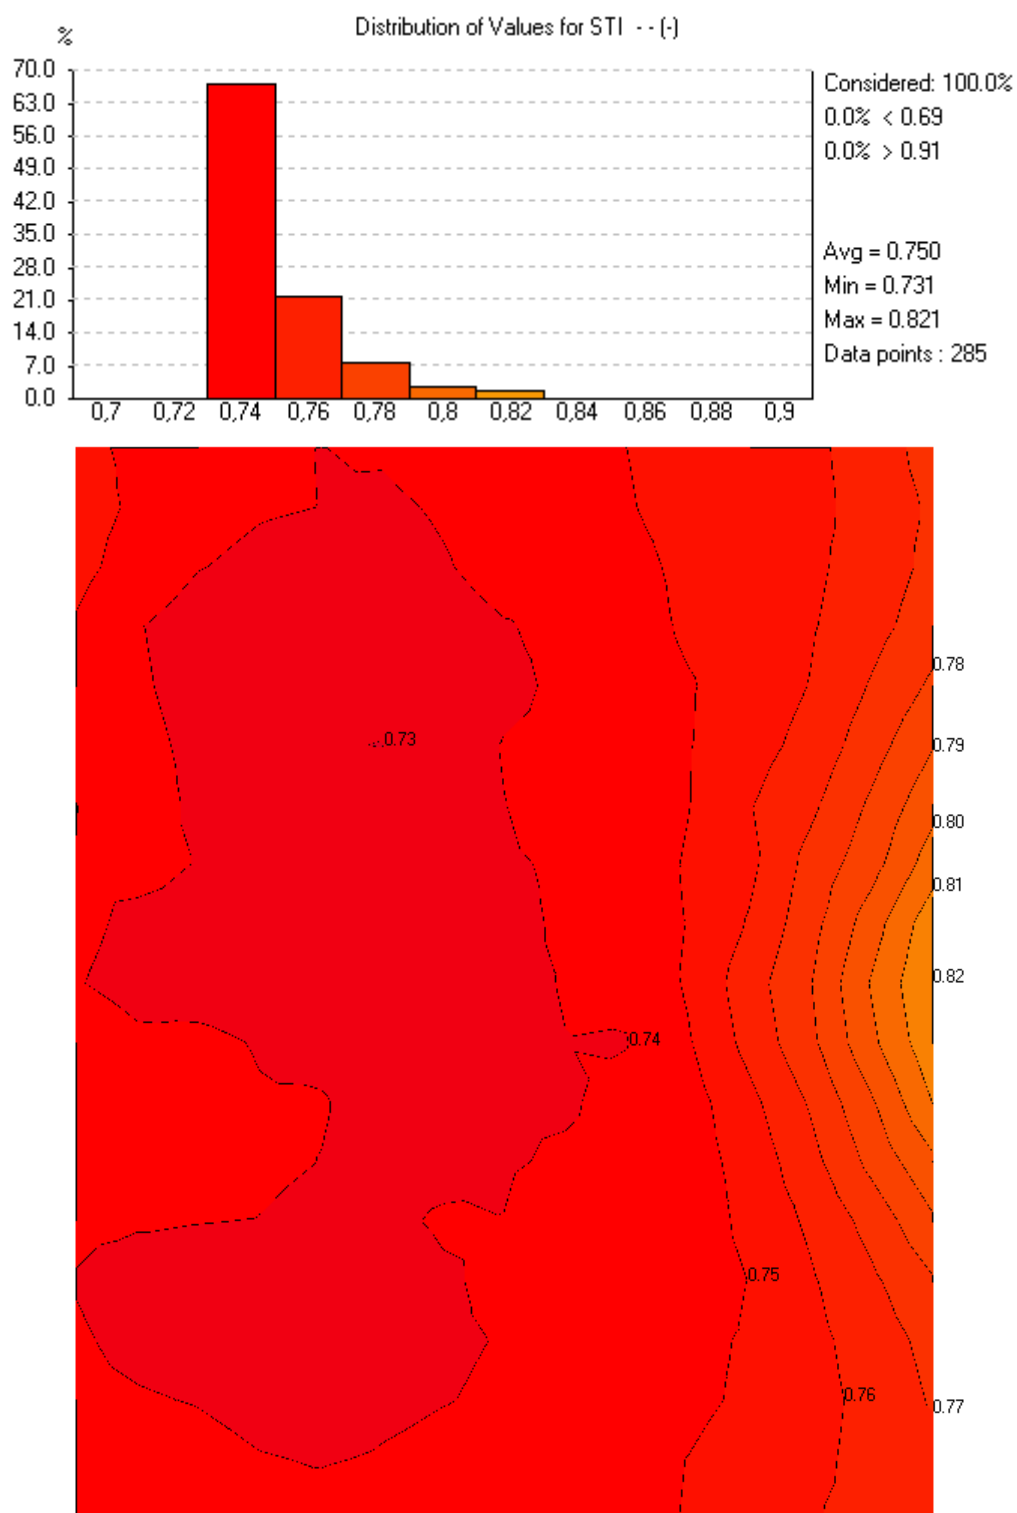 Distribution of Values for STI  - - (-)
%
70.0
63.0
56.0
49.0
42.0
35.0
28.0
21.0
14.0
7.0
0.0
0,7 0,72 0,74 0,76 0,78 0,8 0,82 0,84 0,86 0,88 0,9
Considered: 100.0%
0.0% < 0.69
0.0% > 0.91
Avg = 0.750
Min = 0.731
Max = 0.821
Data points : 285
0.78
0.73
0.79
0.80
0.81
0.82
0.74
0.75
0.76
0.77